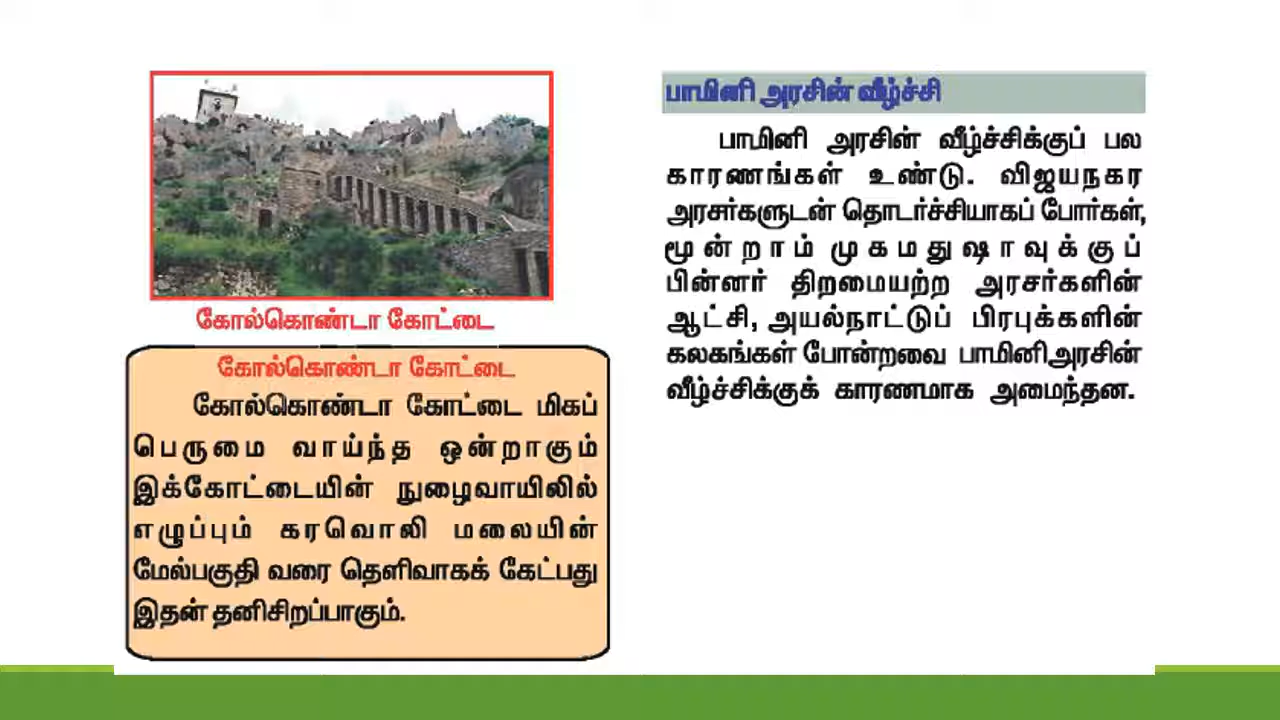 கோல்கொண்டா கோட்டை
கோல்கொண்டா கோட்டை
கோல்கொண்டா கோட்டை மிகப்
பெருமை வாய்ந்த ஒன்றாகும்
இக்கோட்டையின் நுழைவாயிலில்
எழுப்பும் கரவொலி மலையின்
மேல்பகுதி வரை தெளிவாகக் கேட்பது
இதன் தனிசிறப்பாகும்.
பாமினி அரசின் வீழ்ச்சி
பாமினி அரசின் வீழ்ச்சிக்குப் பல
காரணங்கள் உண்டு. விஜயநகர
அரசர்களுடன் தொடர்ச்சியாகப் போர்கள்,
மூன்றாம் முகமதுஷாவுக்குப்
பின்னர் திறமையற்ற அரசர்களின்
ஆட்சி, அயல்நாட்டுப் பிரபுக்களின்
கலகங்கள் போன்றவை பாமினிஅரசின்
வீழ்ச்சிக்குக் காரணமாக அமைந்தன.